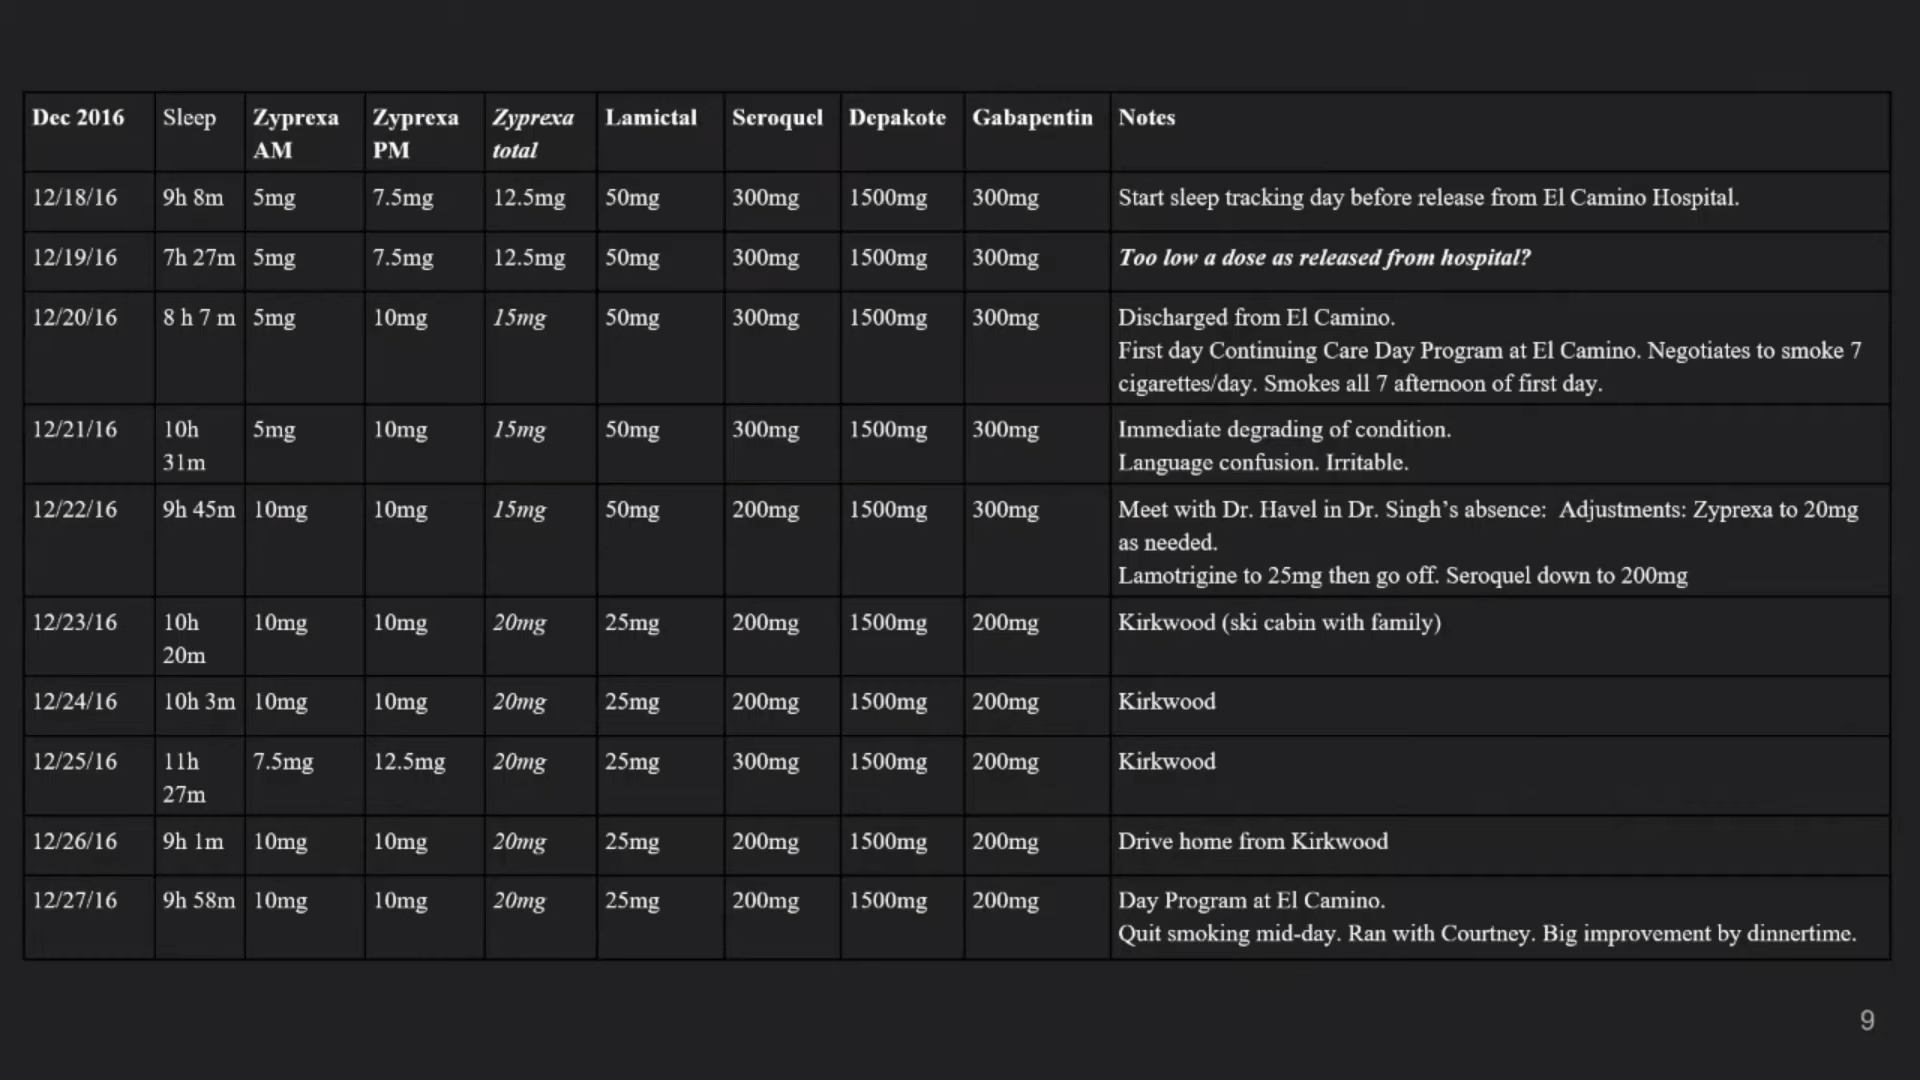 Dec 2016 Sleep Zyprexa AM Zyprexa PM Zyprexa total Lamictal Seroquel Depakote Gabapentin Notes
12/18/16 9h 8m 5mg 7.5mg 12.5mg 50mg 300mg 1500mg 300mg Start sleep tracking day before release from El Camino Hospital.
12/19/16 7h 27m 5mg 7.5mg 12.5mg 50mg 300mg 1500mg 300mg Too low a dose as released from hospital?
12/20/16 8 h 7 m 5mg 10mg 15mg 50mg 300mg 1500mg 300mg Discharged from El Camino.
First day Continuing Care Day Program at El Camino. Negotiates to smoke 7
cigarettes/day. Smokes all 7 afternoon of first day.
12/21/16 10h 31m 5mg 10mg 15mg 50mg 300mg 1500mg 300mg Immediate degrading of condition.
Language confusion. Irritable.
12/22/16 9h 45m 10mg 10mg 15mg 50mg 200mg 1500mg 300mg Meet with Dr. Havel in Dr. Singh’s absence:  Adjustments: Zyprexa to 20mg
as needed.
Lamotrigine to 25mg then go off. Seroquel down to 200mg
12/23/16 10h 20m 10mg 10mg 20mg 25mg 200mg 1500mg 200mg Kirkwood (ski cabin with family)
12/24/16 10h 3m 10mg 10mg 20mg 25mg 200mg 1500mg 200mg Kirkwood
12/25/16 11h 27m 7.5mg 12.5mg 20mg 25mg 300mg 1500mg 200mg Kirkwood
12/26/16 9h 1m 10mg 10mg 20mg 25mg 200mg 1500mg 200mg Drive home from Kirkwood
12/27/16 9h 58m 10mg 10mg 20mg 25mg 200mg 1500mg 200mg Day Program at El Camino.
Quit smoking mid-day. Ran with Courtney. Big improvement by dinnertime.
9